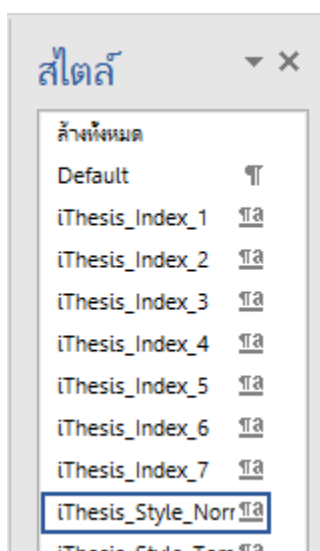 สไตล์
ล้างทั้งหมด
Default
iThesis_Index_1
iThesis_Index_2
iThesis_Index_3
iThesis_Index_4
iThesis_Index_5
iThesis_Index_6
iThesis_Index_7
iThesis_Style_Norr